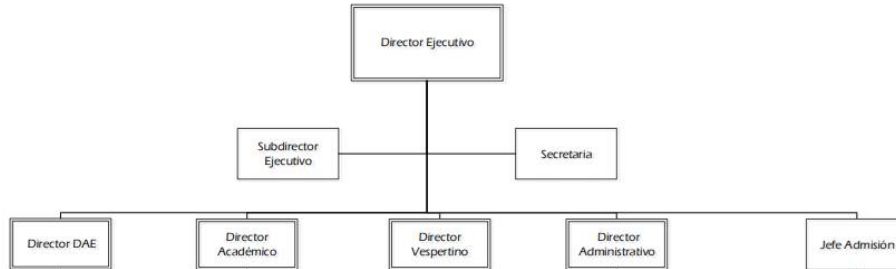 Director Ejecutivo
Subdirector
Ejecutivo
Secretaria
Director DAE
Director
Académico
Director
Vespertino
Director
Administrativo
Jefe Admisión